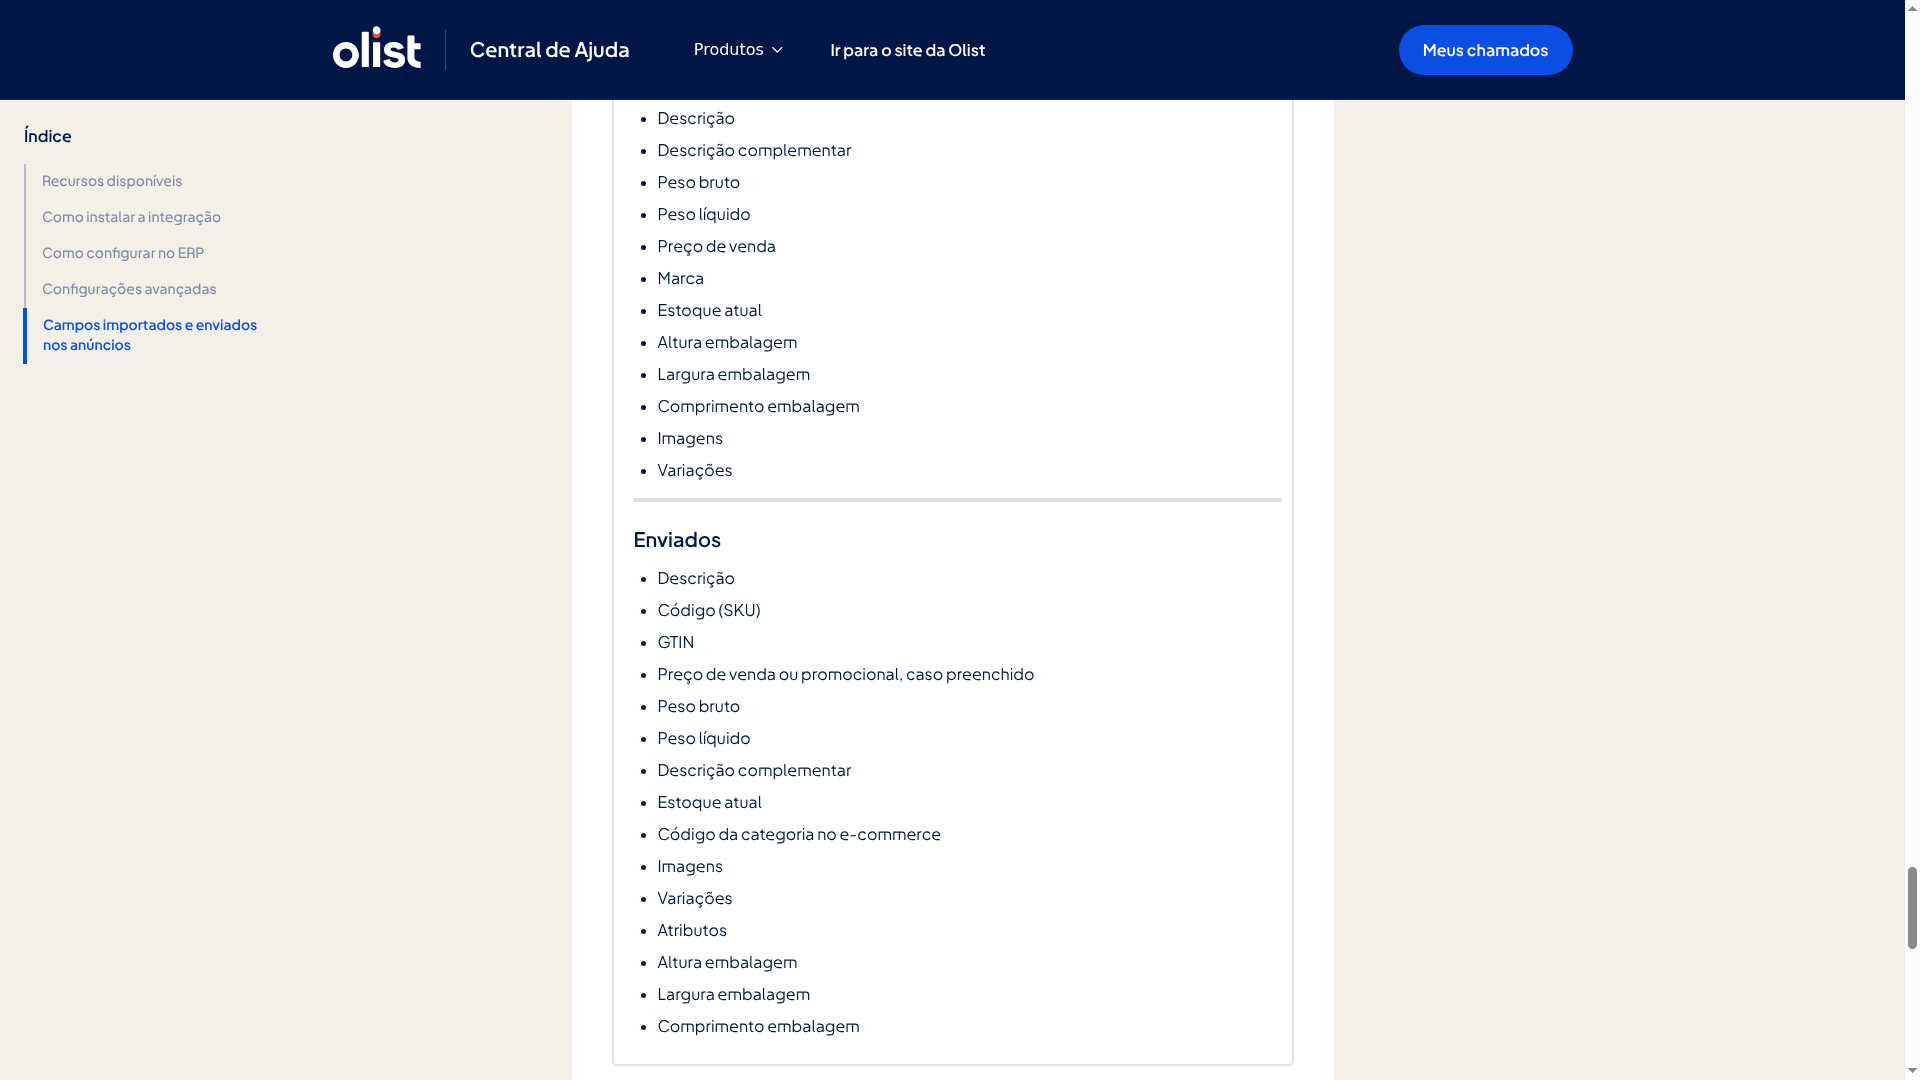 olist
Central de Ajuda
Produtos
Ir para o site da Olist
Meus chamados
Índice
Recursos disponíveis
Como instalar a integração
Como configurar no ERP
Configurações avançadas
Campos importados e enviados
nos anúncios
Descrição
Descrição complementar
Peso bruto
Peso líquido
Preço de venda
Marca
Estoque atual
Altura embalagem
Largura embalagem
Comprimento embalagem
Imagens
Variações
Enviados
Descrição
Código (SKU)
GTIN
Preço de venda ou promocional, caso preenchido
Peso bruto
Peso líquido
Descrição complementar
Estoque atual
Código da categoria no e-commerce
Imagens
Variações
Atributos
Altura embalagem
Largura embalagem
Comprimento embalagem